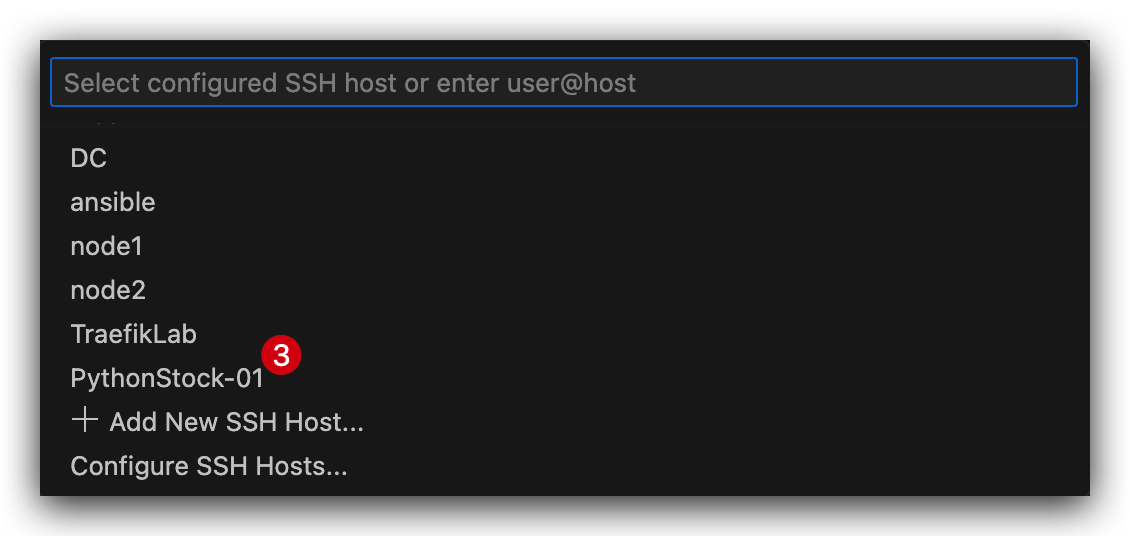 Select configured SSH host or enter user@host
DC
ansible
node1
node2
TraefikLab
3
PythonStock-01
Add New SSH Host...
Configure SSH Hosts...